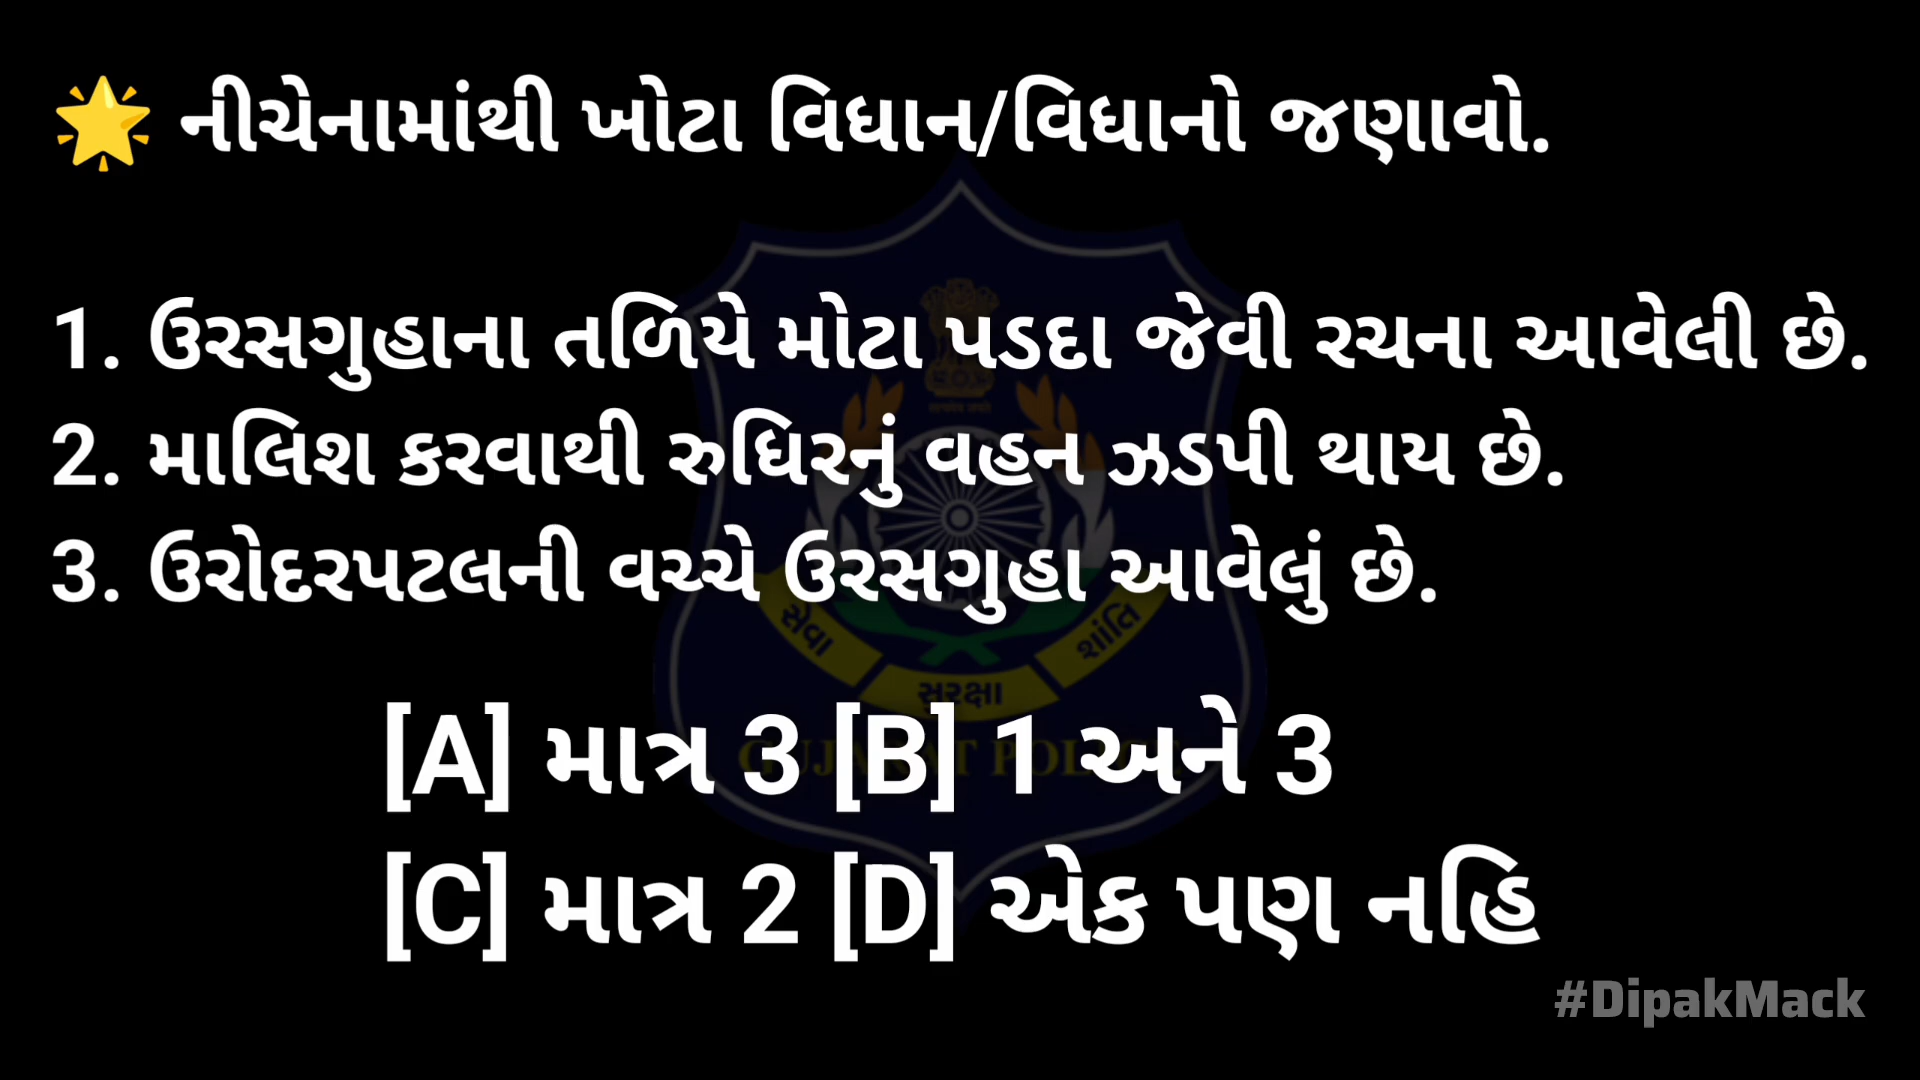 🌟 નીચેનામાંથી ખોટા વિધાન/વિધાનો જણાવો.
1. ઉરસગુહાના તળિયે મોટા પડદા જેવી રચના આવેલી છે.
2. માલિશ કરવાથી રુધિરનું વહન ઝડપી થાય છે.
3. ઉરોદરપટલની વચ્ચે ઉરસગુહા આવેલું છે.
સેવા સુરક્ષા શાંતિ
[A] માત્ર 3 [B] 1 અને 3
[C] માત્ર 2 [D] એક પણ નહિ
#DipakMack